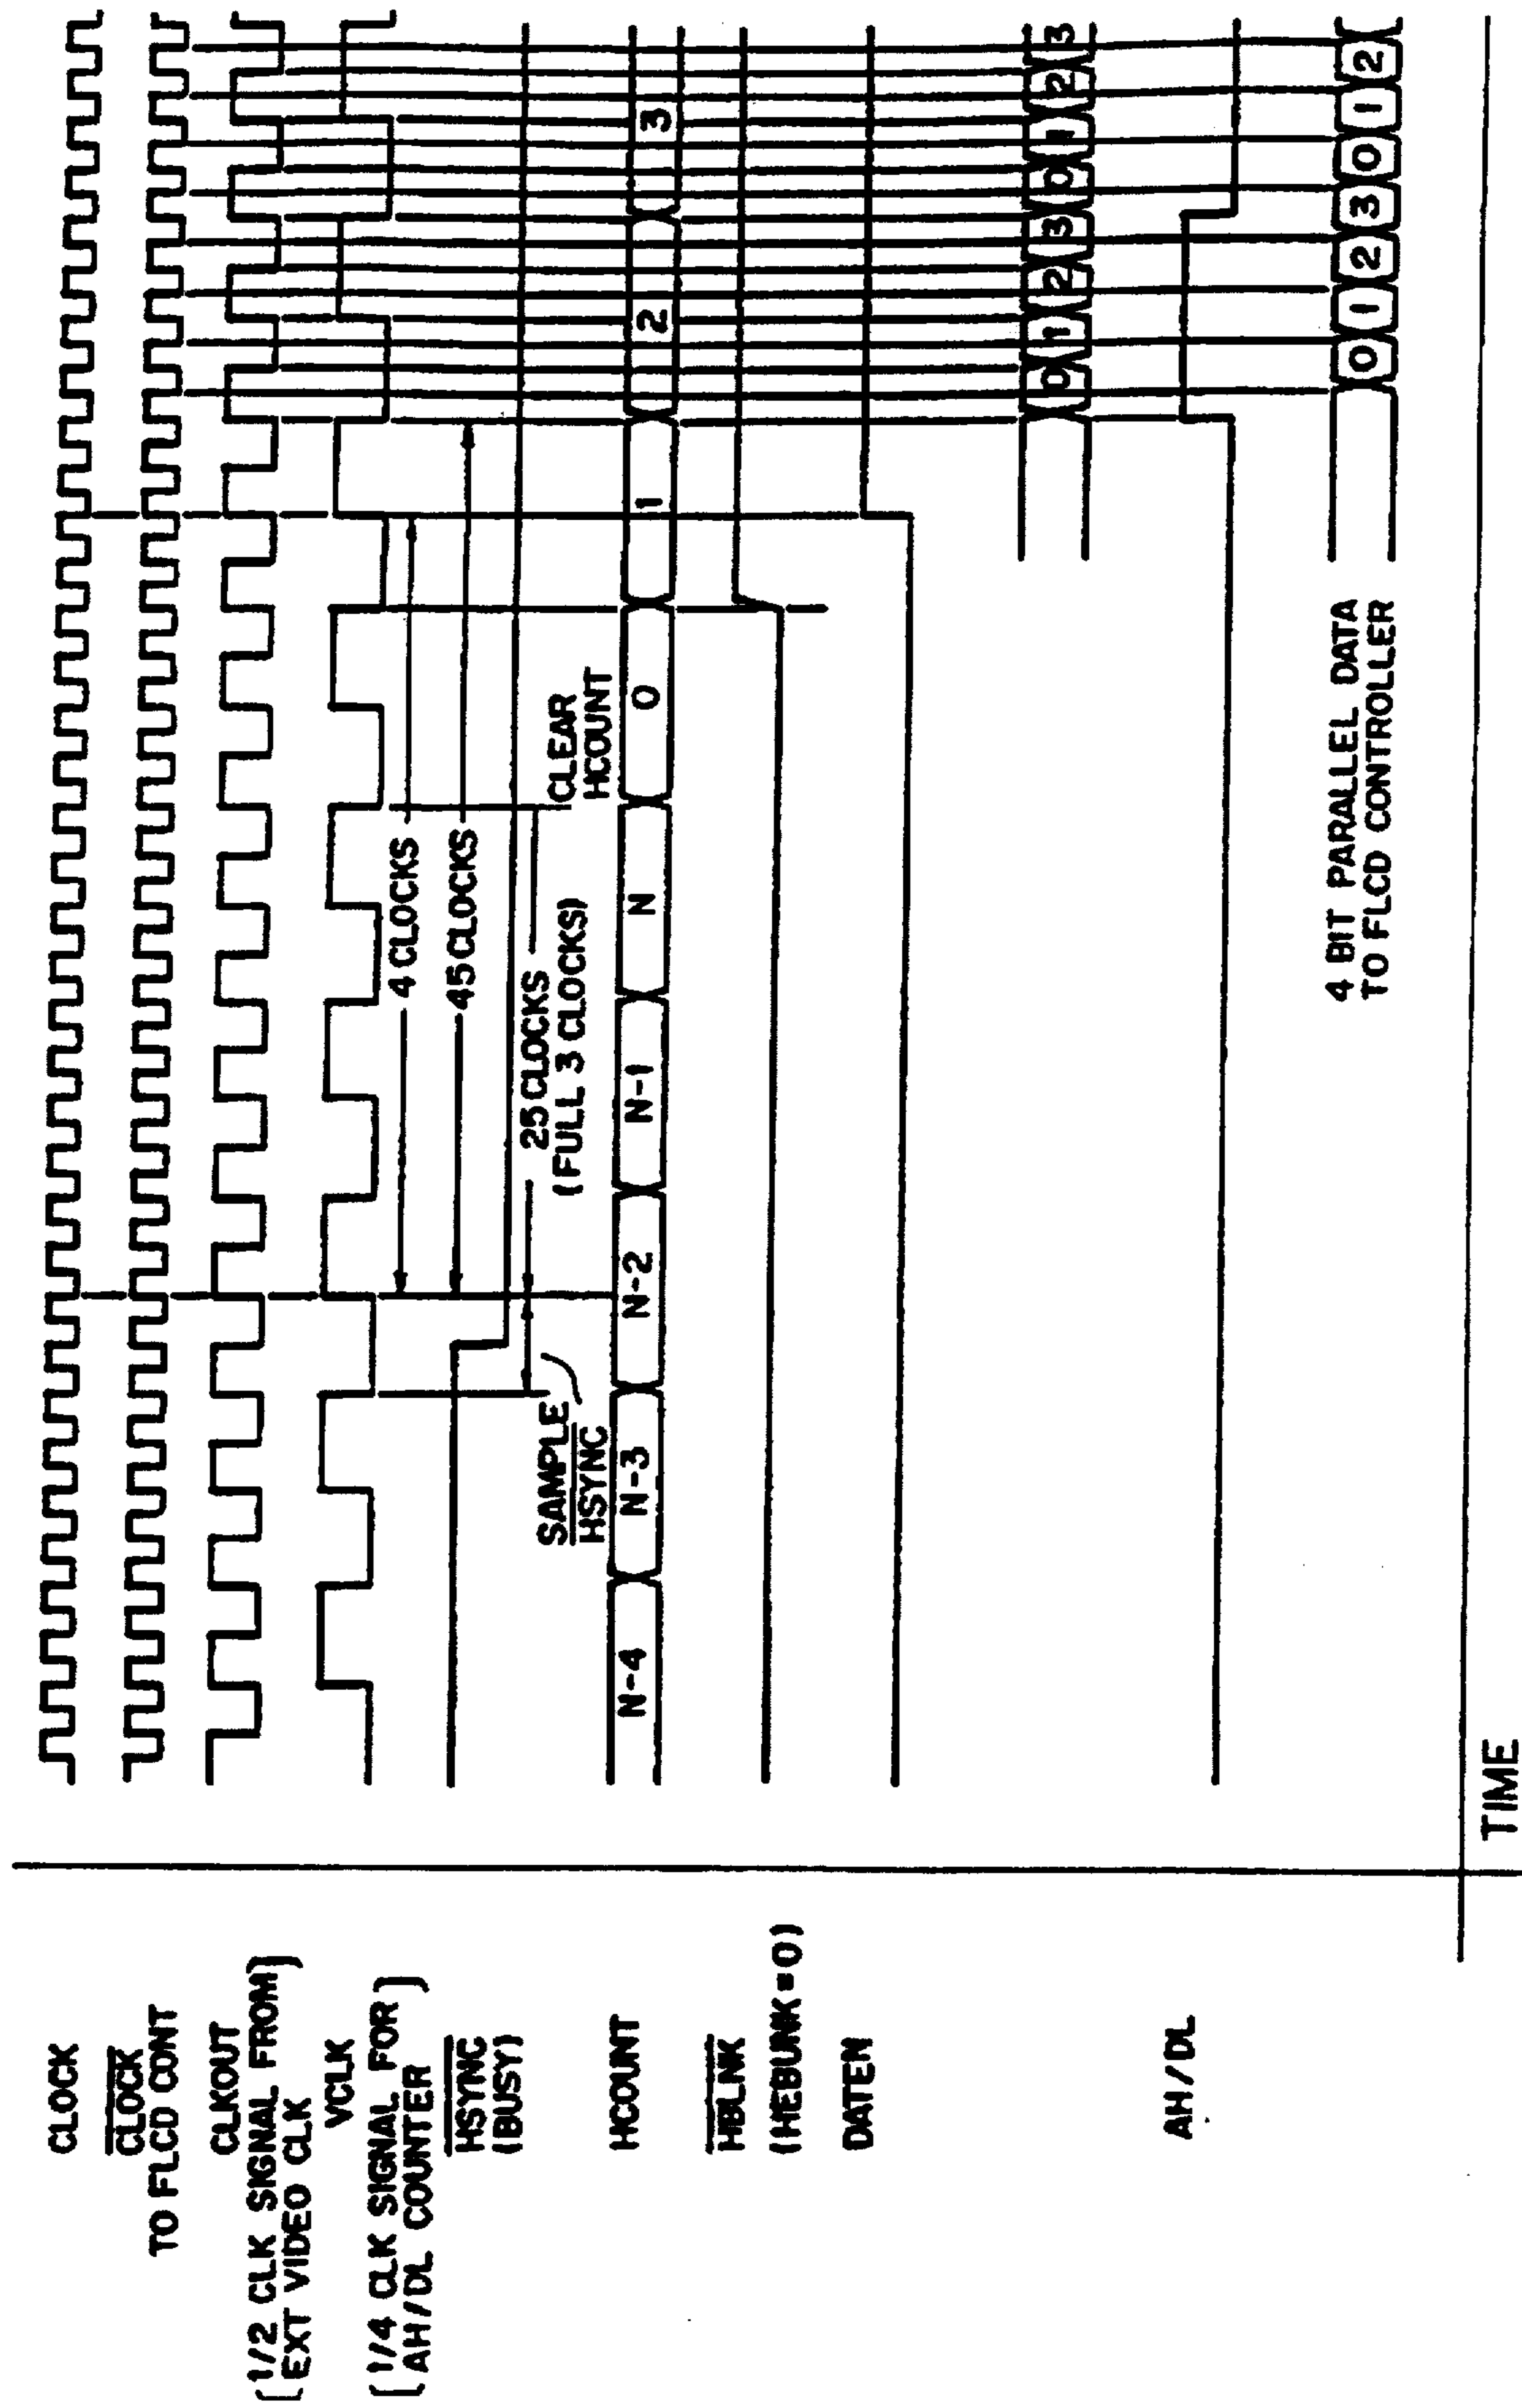 CLOCK
CLOCK
TO FLCD CONT
CLKOUT
[1/2 CLK SIGNAL FROM]
[EXT VIDEO CLK]
VCLK
[1/4 CLK SIGNAL FOR]
[AH/DL COUNTER]
HSYNC
(BUSY)
HCOUNT
HBLNK
(HEBUNK=0)
DATEN
AH/DL
4 CLOCKS
45 CLOCKS
25 CLOCKS
(FULL 3 CLOCKS)
SAMPLE
HSYNC
CLEAR
HCOUNT
N-4 N-3 N-2 N-1 N 0 1 2 3
0 1 2 3 0 1 2 3
4 BIT PARALLEL DATA
TO FLCD CONTROLLER
0 1 2 3 0 1 2
TIME